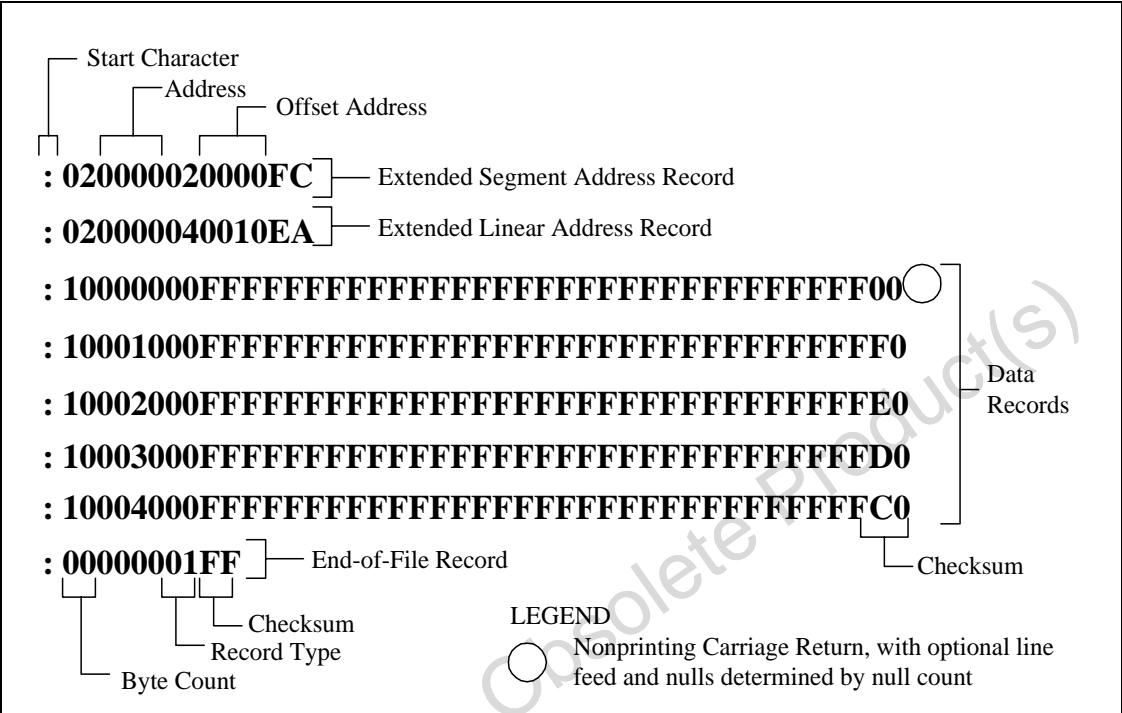 Start Character
Address
Offset Address
: 020000020000FC
Extended Segment Address Record
: 020000040010EA
Extended Linear Address Record
: 10000000FFFFFFFFFFFFFFFFFFFFFFFFFFFFFFFF00
: 10001000FFFFFFFFFFFFFFFFFFFFFFFFFFFFFFFFF0
: 10002000FFFFFFFFFFFFFFFFFFFFFFFFFFFFFFFFE0
: 10003000FFFFFFFFFFFFFFFFFFFFFFFFFFFFFFFFD0
: 10004000FFFFFFFFFFFFFFFFFFFFFFFFFFFFFFFFC0
Data
Records
: 00000001FF
End-of-File Record
Checksum
Checksum
Record Type
Byte Count
LEGEND
Nonprinting Carriage Return, with optional line
feed and nulls determined by null count
Obsolete Product(s)